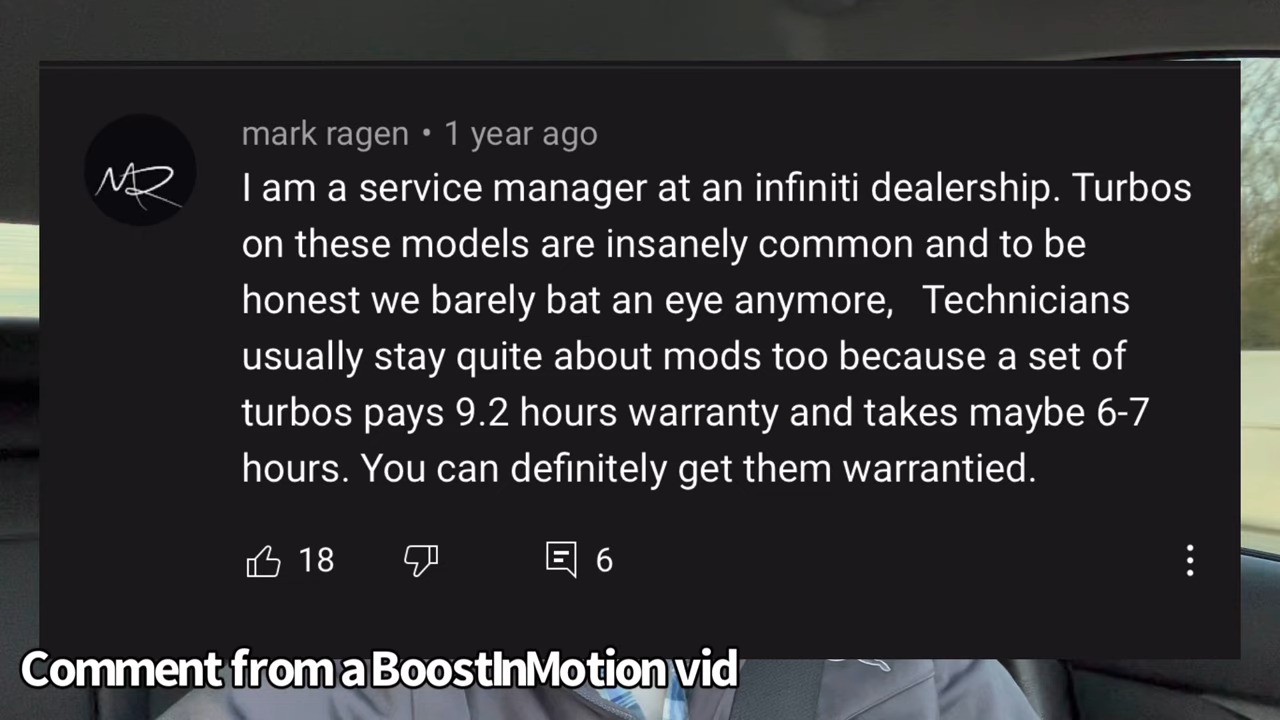 mark ragen • 1 year ago
I am a service manager at an infiniti dealership. Turbos
on these models are insanely common and to be
honest we barely bat an eye anymore, Technicians
usually stay quite about mods too because a set of
turbos pays 9.2 hours warranty and takes maybe 6-7
hours. You can definitely get them warrantied.
18 6
Comment from a BoostInMotion vid